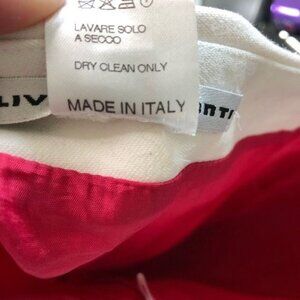 LAVARE SOLO
A SECCO
DRY CLEAN ONLY
MADE IN ITALY